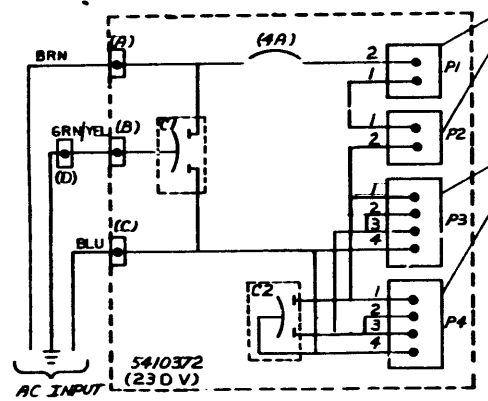 (A)
(4A)
BRN
2
P1
1
GRN/YEL
(B)
C1
1
P2
2
(D)
1
2
3
P3
4
(C)
BLU
C2
1
2
3
P4
4
5410372
(230V)
AC INPUT